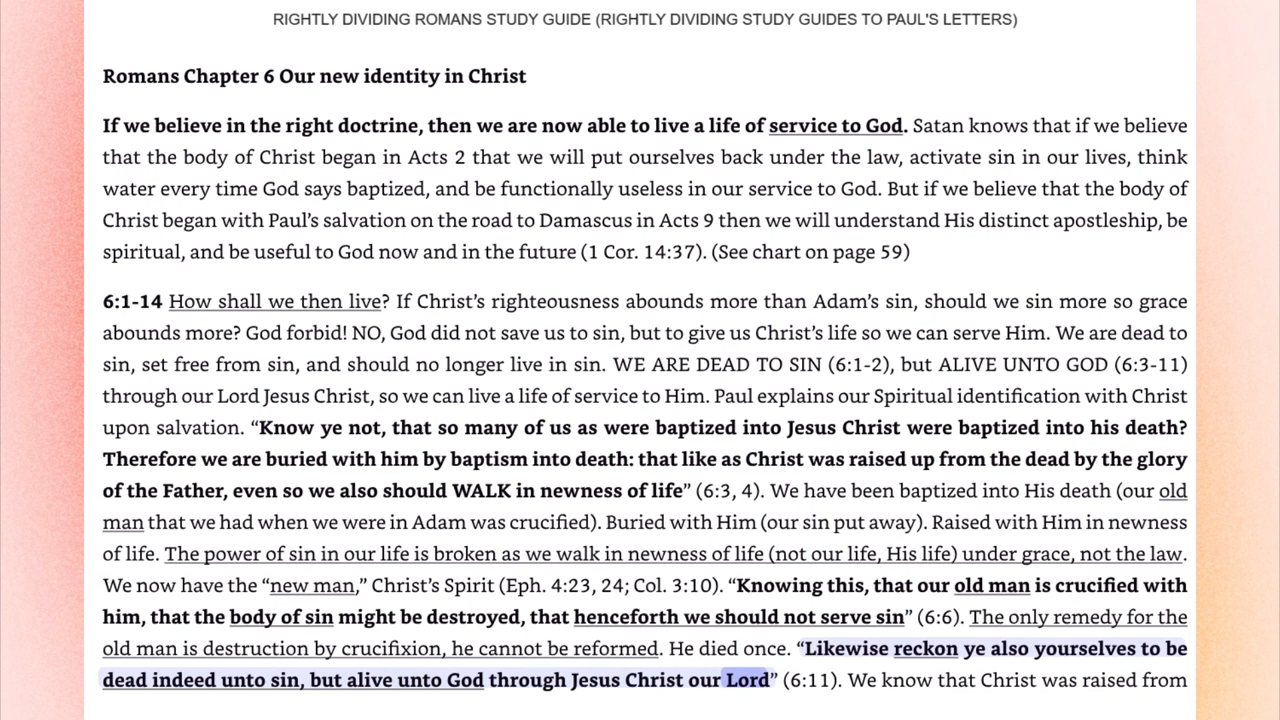 RIGHTLY DIVIDING ROMANS STUDY GUIDE (RIGHTLY DIVIDING STUDY GUIDES TO PAUL'S LETTERS)
Romans Chapter 6 Our new identity in Christ
If we believe in the right doctrine, then we are now able to live a life of service to God. Satan knows that if we believe
that the body of Christ began in Acts 2 that we will put ourselves back under the law, activate sin in our lives, think
water every time God says baptized, and be functionally useless in our service to God. But if we believe that the body of
Christ began with Paul's salvation on the road to Damascus in Acts 9 then we will understand His distinct apostleship, be
spiritual, and be useful to God now and in the future (1 Cor. 14:37). (See chart on page 59)
6:1-14 How shall we then live? If Christ's righteousness abounds more than Adam's sin, should we sin more so grace
abounds more? God forbid! NO, God did not save us to sin, but to give us Christ's life so we can serve Him. We are dead to
sin, set free from sin, and should no longer live in sin. WE ARE DEAD TO SIN (6:1-2), but ALIVE UNTO GOD (6:3-11)
through our Lord Jesus Christ, so we can live a life of service to Him. Paul explains our Spiritual identification with Christ
upon salvation. “Know ye not, that so many of us as were baptized into Jesus Christ were baptized into his death?
Therefore we are buried with him by baptism into death: that like as Christ was raised up from the dead by the glory
of the Father, even so we also should WALK in newness of life” (6:3, 4). We have been baptized into His death (our old
man that we had when we were in Adam was crucified). Buried with Him (our sin put away). Raised with Him in newness
of life. The power of sin in our life is broken as we walk in newness of life (not our life, His life) under grace, not the law.
We now have the “new man,” Christ's Spirit (Eph. 4:23, 24; Col. 3:10). “Knowing this, that our old man is crucified with
him, that the body of sin might be destroyed, that henceforth we should not serve sin” (6:6). The only remedy for the
old man is destruction by crucifixion, he cannot be reformed. He died once. “Likewise reckon ye also yourselves to be
dead indeed unto sin, but alive unto God through Jesus Christ our Lord” (6:11). We know that Christ was raised from